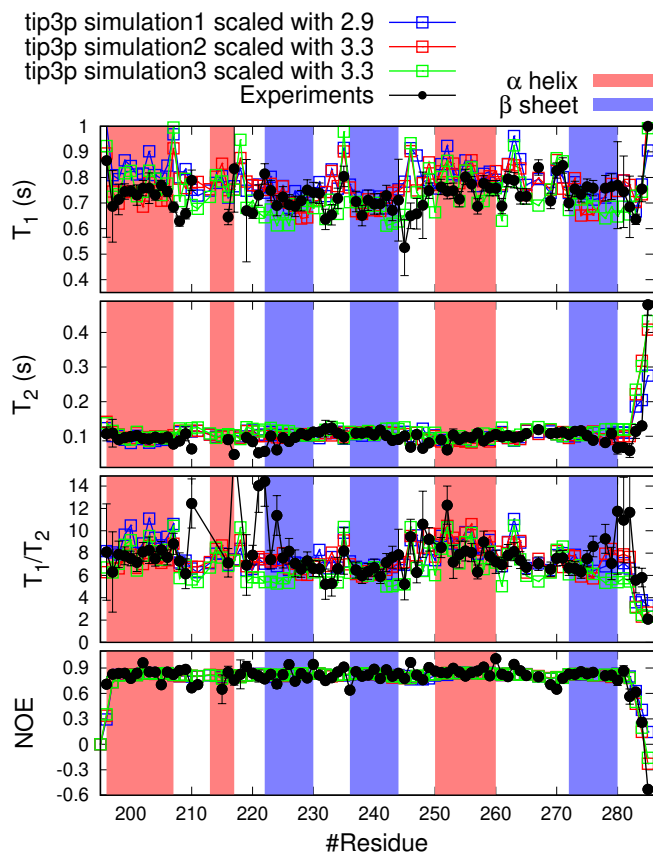 tip3p simulation1 scaled with 2.9
tip3p simulation2 scaled with 3.3
tip3p simulation3 scaled with 3.3
Experiments
α helix
β sheet
1
0.9
0.8
0.7
0.6
0.5
0.4
T1 (s)
0.4
0.3
0.2
0.1
T2 (s)
14
12
10
8
6
4
2
0
T1/T2
0.9
0.6
0.3
0
-0.3
-0.6
NOE
200 210 220 230 240 250 260 270 280
#Residue